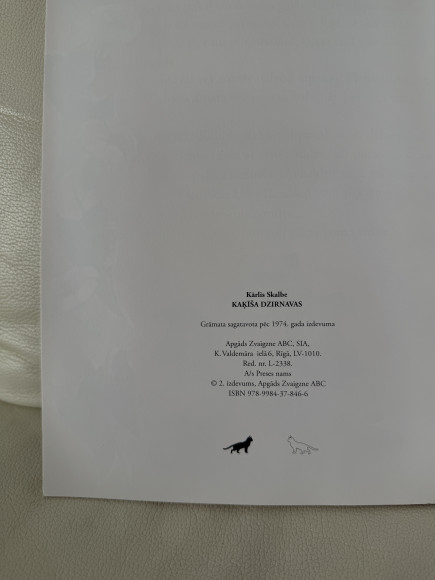 Kārlis Skalbe
KAĶĪŠA DZIRNAVAS
Grāmata sagatavota pēc 1974. gada izdevuma
Apgāds Zvaigzne ABC, SIA,
K. Valdemāra ielā 6, Rīgā, LV-1010.
Red. nr. L-2338.
A/s Preses nams
© 2. izdevums, Apgāds Zvaigzne ABC
ISBN 978-9984-37-846-6